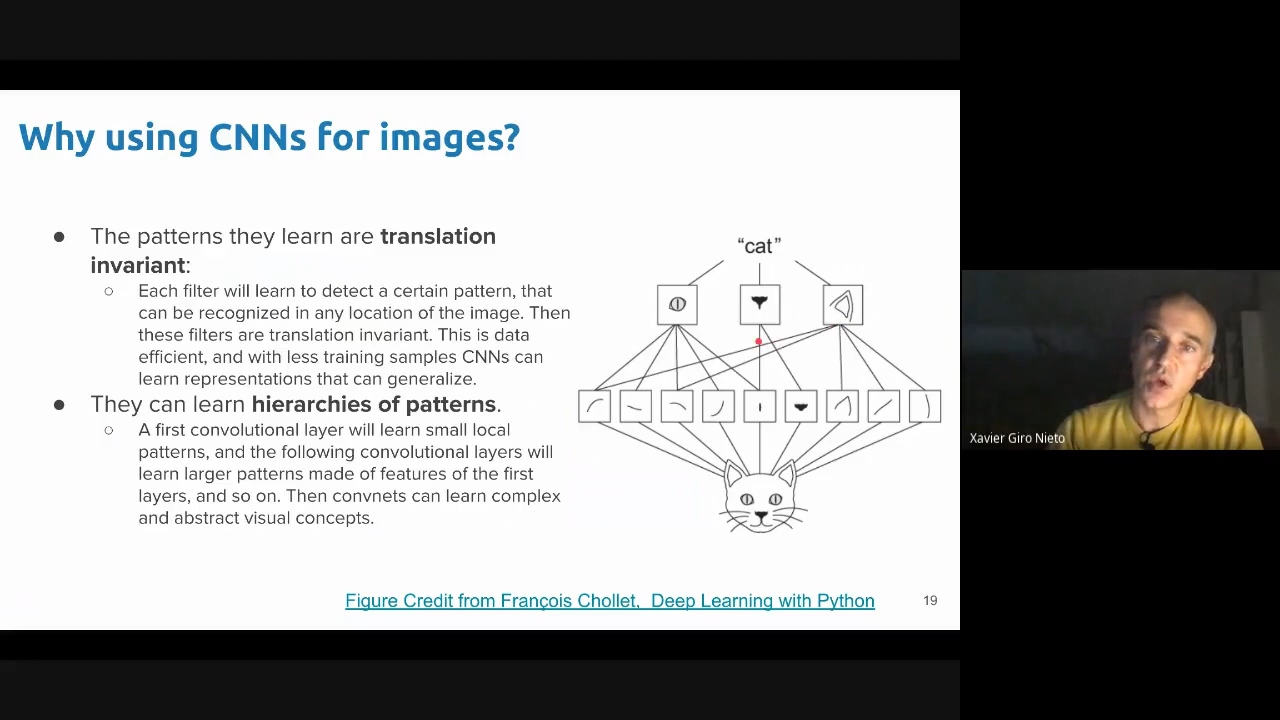 Why using CNNs for images?
● The patterns they learn are translation
invariant:
○ Each filter will learn to detect a certain pattern, that
can be recognized in any location of the image. Then
these filters are translation invariant. This is data
efficient, and with less training samples CNNs can
learn representations that can generalize.
● They can learn hierarchies of patterns.
○ A first convolutional layer will learn small local
patterns, and the following convolutional layers will
learn larger patterns made of features of the first
layers, and so on. Then convnets can learn complex
and abstract visual concepts.
“cat”
Figure Credit from François Chollet, Deep Learning with Python
19
Xavier Giro Nieto